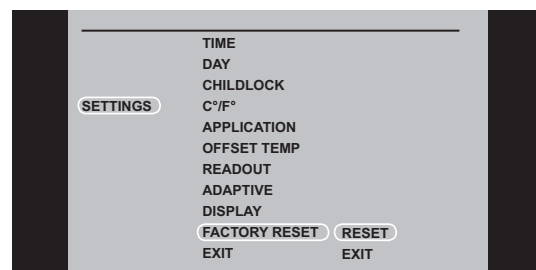 TIME
DAY
CHILDLOCK
SETTINGS C°/F°
APPLICATION
OFFSET TEMP
READOUT
ADAPTIVE
DISPLAY
FACTORY RESET RESET
EXIT EXIT